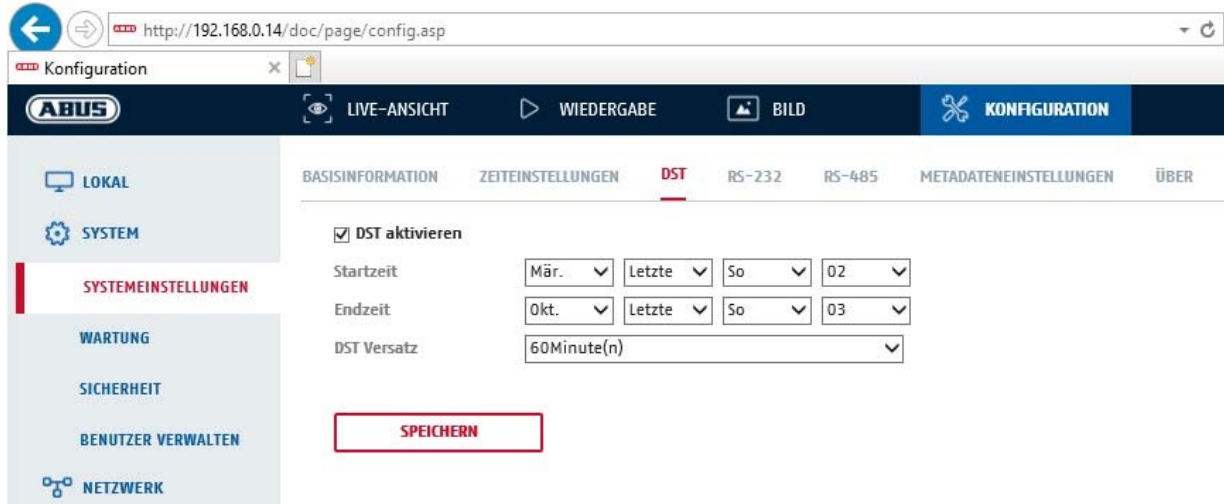 http://192.168.0.14/doc/page/config.asp
Konfiguration
ABUS LIVE-ANSICHT WIEDERGABE BILD KONFIGURATION
LOKAL
SYSTEM
SYSTEMEINSTELLUNGEN
WARTUNG
SICHERHEIT
BENUTZER VERWALTEN
NETZWERK
BASISINFORMATION ZEITEINSTELLUNGEN DST RS-232 RS-485 METADATENEINSTELLUNGEN ÜBER
DST aktivieren
Startzeit Mär. Letzte So 02
Endzeit Okt. Letzte So 03
DST Versatz 60Minute(n)
SPEICHERN